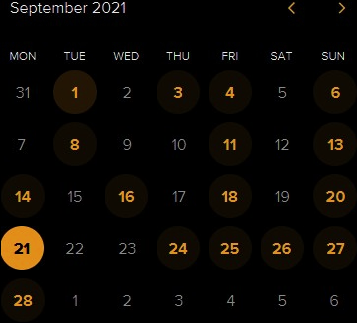 September 2021
MON TUE WED THU FRI SAT SUN
31 1 2 3 4 5 6
7 8 9 10 11 12 13
14 15 16 17 18 19 20
21 22 23 24 25 26 27
28 1 2 3 4 5 6